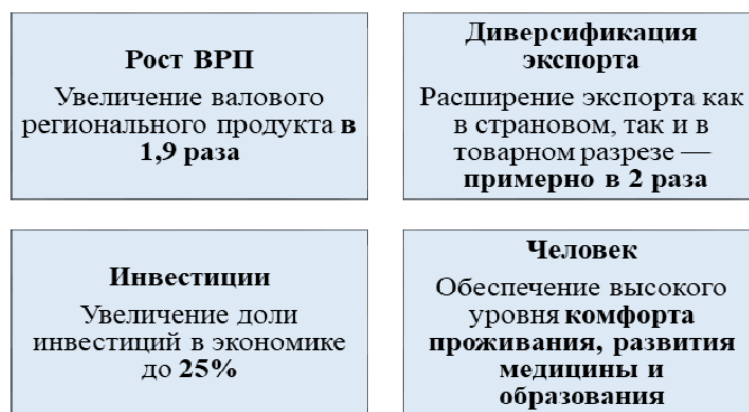 Рост ВРП
Увеличение валового
регионального продукта в
1,9 раза
Диверсификация
экспорта
Расширение экспорта как
в страновом, так и в
товарном разрезе —
примерно в 2 раза
Инвестиции
Увеличение доли
инвестиций в экономике
до 25%
Человек
Обеспечение высокого
уровня комфорта
проживания, развития
медицины и
образования